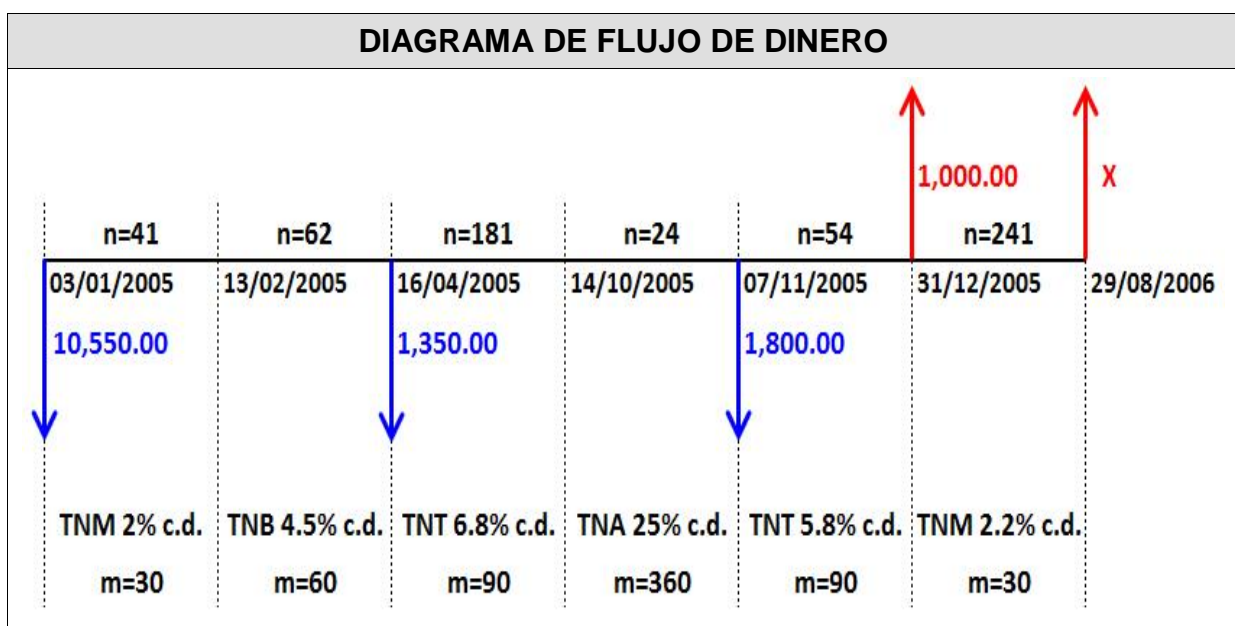 DIAGRAMA DE FLUJO DE DINERO
1,000.00 X
n=41 n=62 n=181 n=24 n=54 n=241
03/01/2005 13/02/2005 16/04/2005 14/10/2005 07/11/2005 31/12/2005 29/08/2006
10,550.00 1,350.00 1,800.00
TNM 2% c.d. TNB 4.5% c.d. TNT 6.8% c.d. TNA 25% c.d. TNT 5.8% c.d. TNM 2.2% c.d.
m=30 m=60 m=90 m=360 m=90 m=30